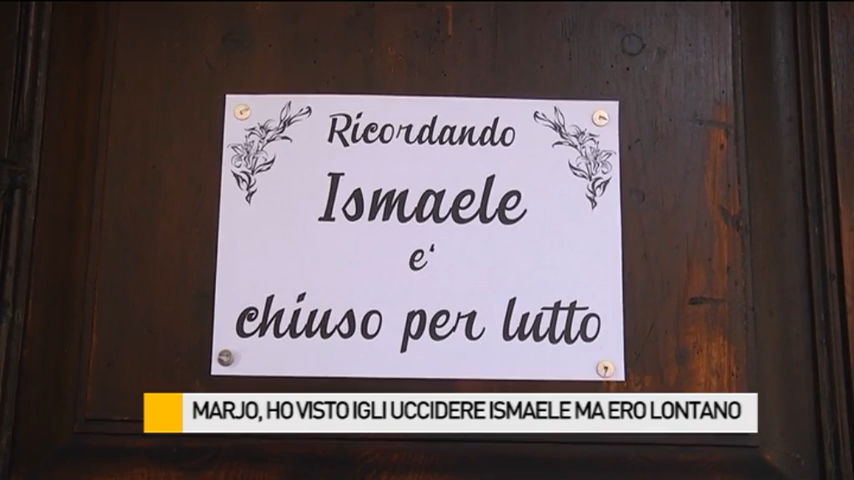 Ricordando
Ismaele
e'
chiuso per lutto
MARJO, HO VISTO IGLI UCCIDERE ISMAELE MA ERO LONTANO